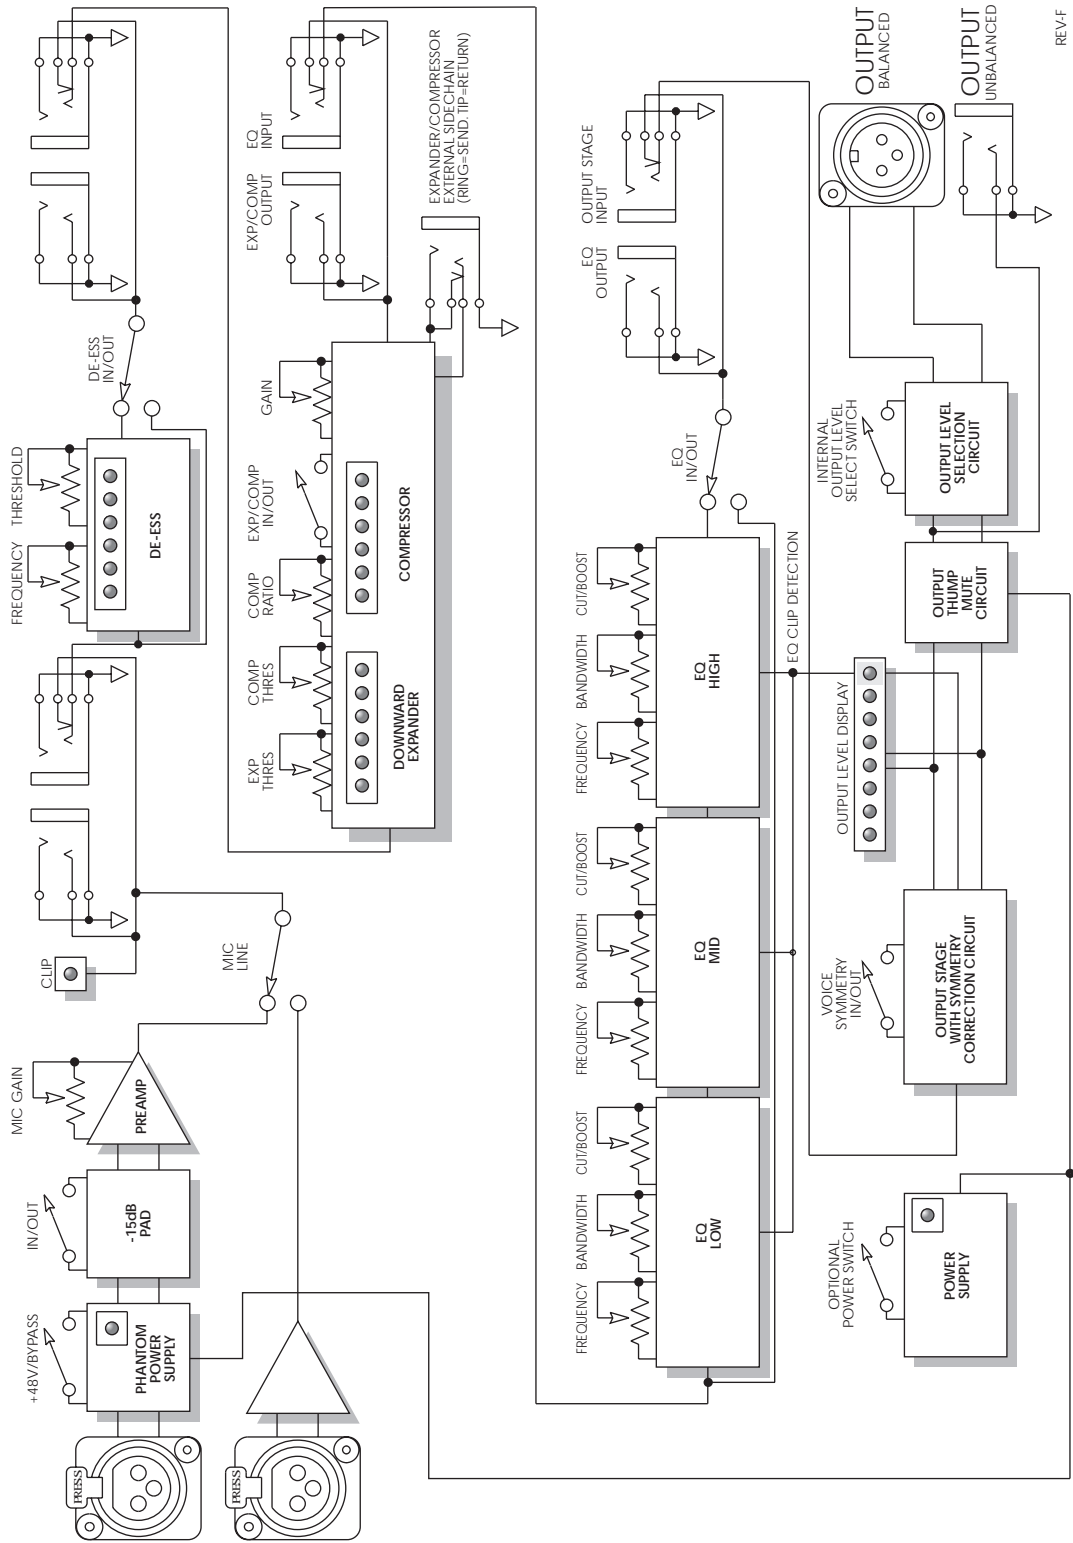 PRESS
+48V/BYPASS
PHANTOM
POWER
SUPPLY
IN/OUT
-15dB
PAD
MIC GAIN
PREAMP
CLIP
FREQUENCY
THRESHOLD
DE-ESS
DE-ESS
IN/OUT
PRESS
MIC
LINE
EXP
THRES
COMP
THRES
COMP
RATIO
EXP/COMP
IN/OUT
GAIN
DOWNWARD
EXPANDER
COMPRESSOR
EXP/COMP
OUTPUT
EQ
INPUT
EXPANDER/COMPRESSOR
EXTERNAL SIDECHAIN
(RING=SEND. TIP=RETURN)
FREQUENCY
BANDWIDTH
CUT/BOOST
EQ
LOW
FREQUENCY
BANDWIDTH
CUT/BOOST
EQ
MID
FREQUENCY
BANDWIDTH
CUT/BOOST
EQ
HIGH
EQ
IN/OUT
EQ
OUTPUT
OUTPUT STAGE
INPUT
EQ CLIP DETECTION
OPTIONAL
POWER SWITCH
POWER
SUPPLY
VOICE
SYMMETRY
IN/OUT
OUTPUT STAGE
WITH SYMMETRY
CORRECTION CIRCUIT
OUTPUT LEVEL DISPLAY
OUTPUT
THUMP
MUTE
CIRCUIT
INTERNAL
OUTPUT LEVEL
SELECT SWITCH
OUTPUT LEVEL
SELECTION
CIRCUIT
OUTPUT
BALANCED
OUTPUT
UNBALANCED
REV-F